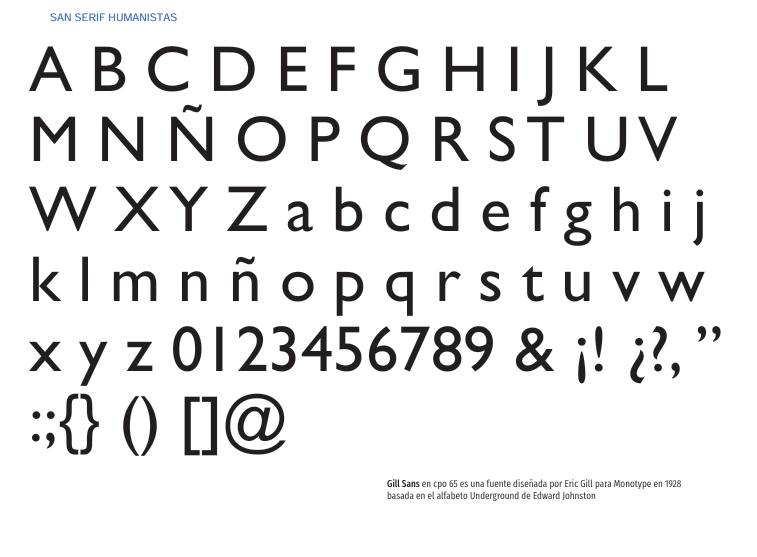 SAN SERIF HUMANISTAS
A B C D E F G H I J K L
M N Ñ O P Q R S T U V
W X Y Z a b c d e f g h i j
k l m n ñ o p q r s t u v w
x y z 0123456789 & ¡! ¿?, ”
:;{} () []@
Gill Sans en cpo 65 es una fuente diseñada por Eric Gill para Monotype en 1928
basada en el alfabeto Underground de Edward Johnston